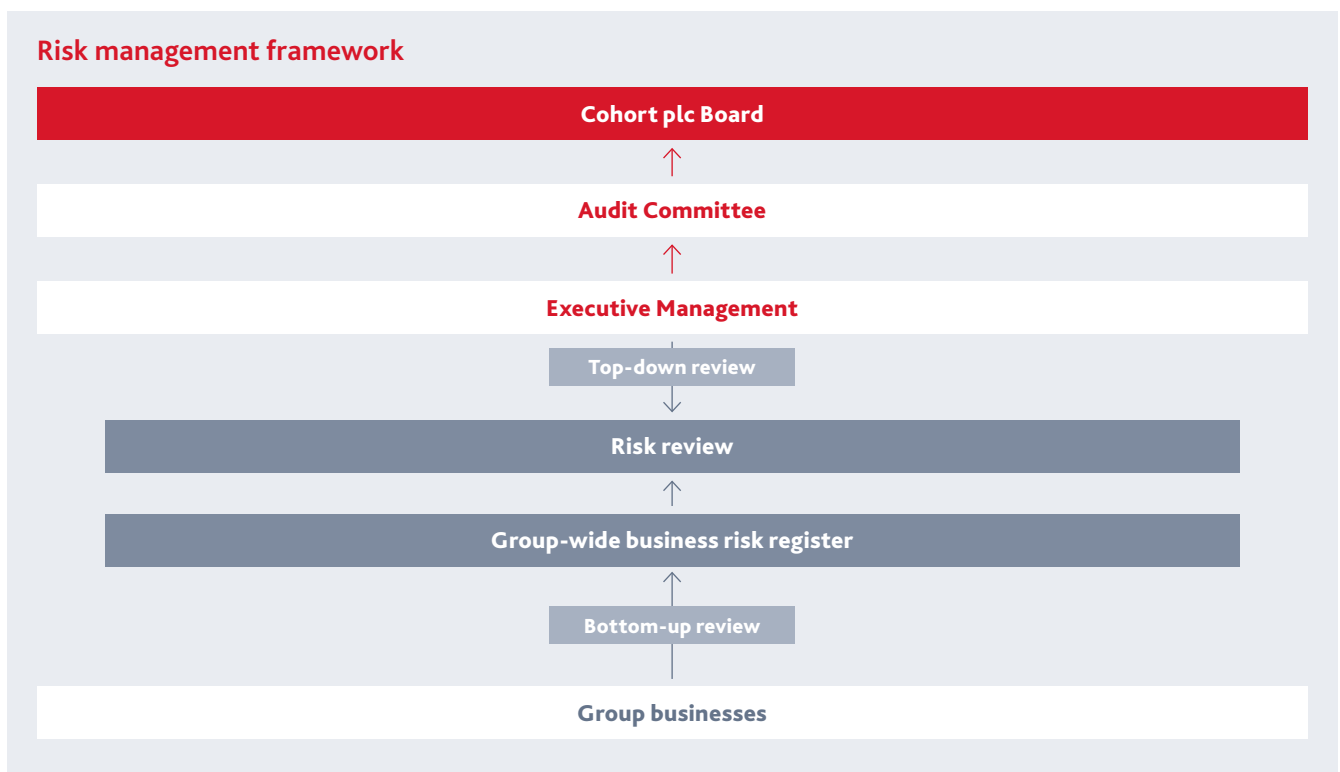 Risk management framework
Cohort plc Board
Audit Committee
Executive Management
Top-down review
Risk review
Group-wide business risk register
Bottom-up review
Group businesses